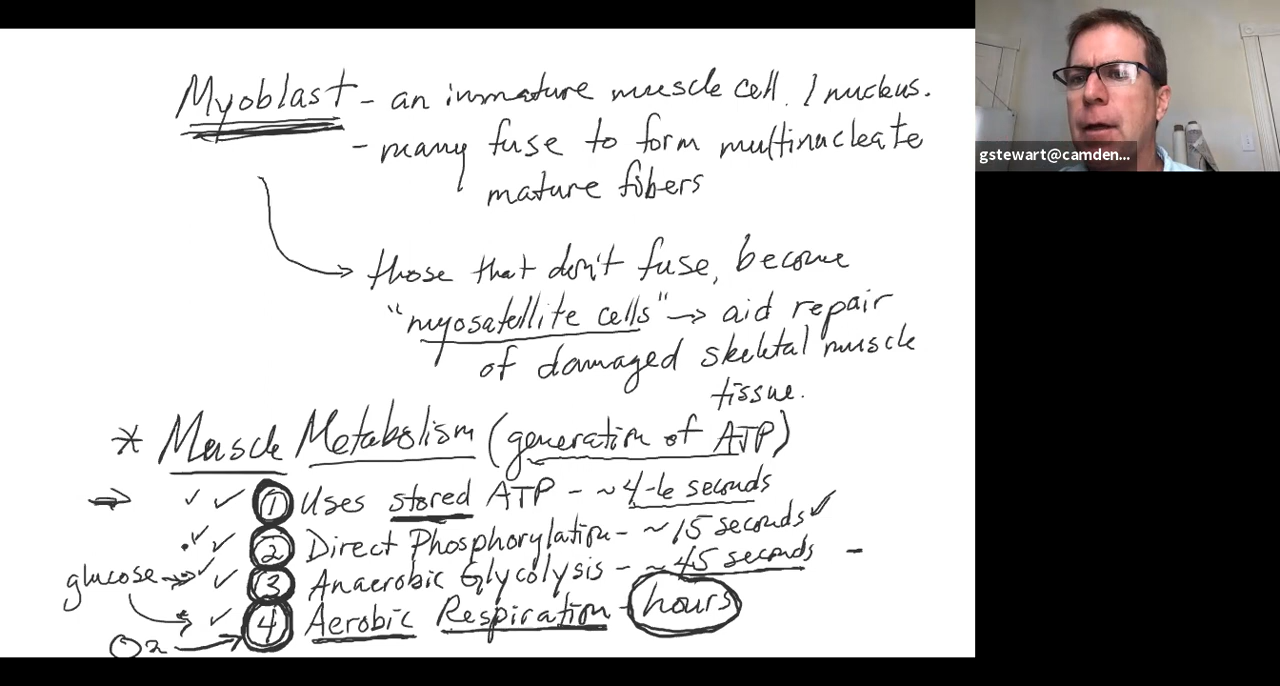 Myoblast - an immature muscle cell. 1 nucleus.
- many fuse to form multinucleate
mature fibers
those that don't fuse, become
"myosatellite cells" → aid repair
of damaged skeletal muscle
tissue.
* Muscle Metabolism (generation of ATP)
→ ✓ ✓ ① Uses stored ATP - ~4-6 seconds
✓ ✓ ② Direct Phosphorylation - ~15 seconds ✓
glucose → ✓ ✓ ③ Anaerobic Glycolysis - ~45 seconds -
✓ ④ Aerobic Respiration - hours
O2 →
gstewart@camden...